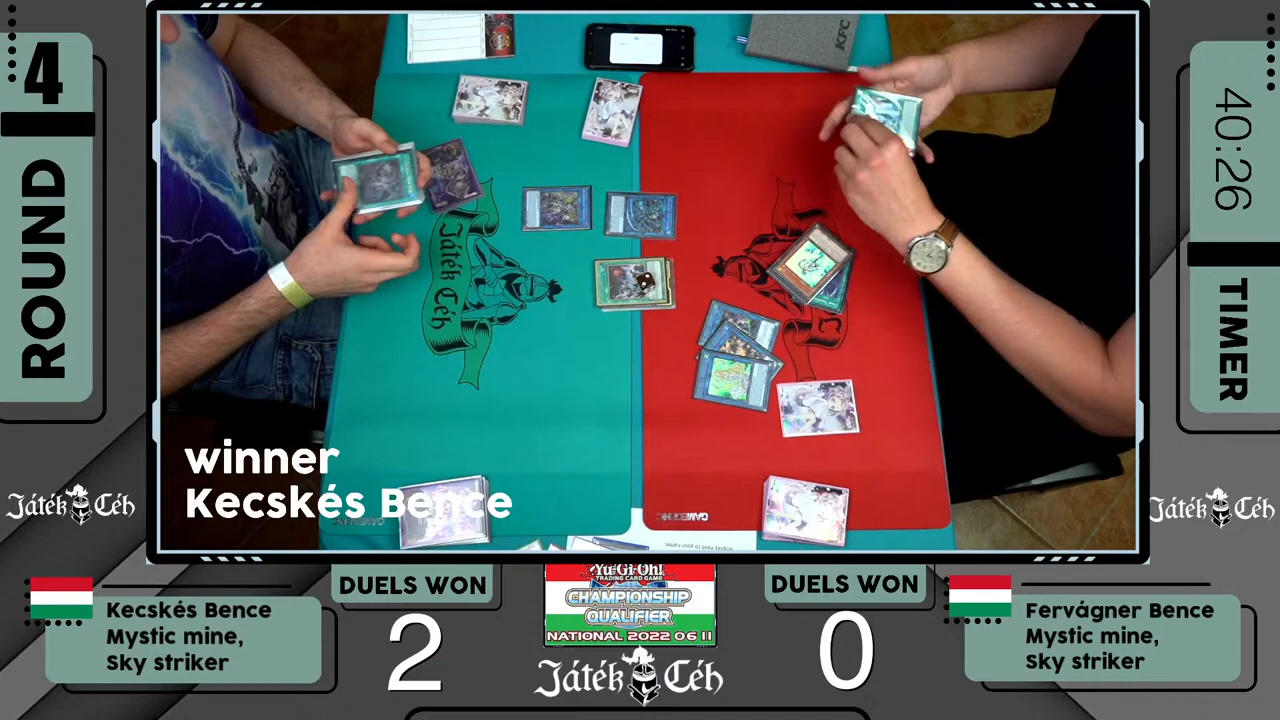 4
ROUND
40:26
TIMER
KFC
Játék Céh
winner
Kecskés Bence
GAMEGENIC
Játék Céh
Játék Céh
DUELS WON
2
Yu-Gi-Oh!
TRADING CARD GAME
CHAMPIONSHIP
QUALIFIER
NATIONAL 2022 06 11
Játék Céh
DUELS WON
0
Kecskés Bence
Mystic mine,
Sky striker
Fervágner Bence
Mystic mine,
Sky striker